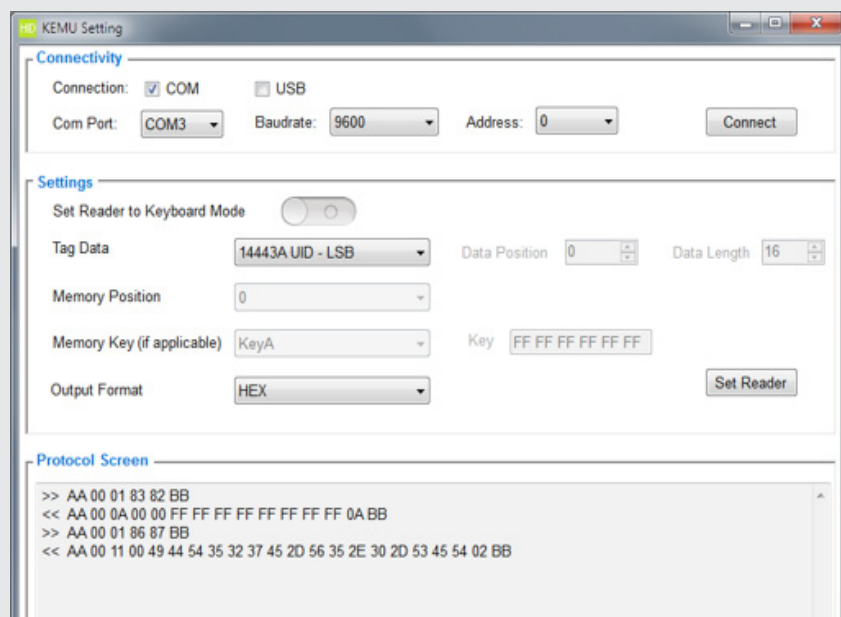 HD KEMU Setting
Connectivity
Connection: COM USB
Com Port: COM3 Baudrate: 9600 Address: 0 Connect
Settings
Set Reader to Keyboard Mode
Tag Data 14443A UID - LSB Data Position 0 Data Length 16
Memory Position 0
Memory Key (if applicable) KeyA Key FF FF FF FF FF FF
Output Format HEX Set Reader
Protocol Screen
>> AA 00 01 83 82 BB
<< AA 00 0A 00 00 FF FF FF FF FF FF FF FF 0A BB
>> AA 00 01 86 87 BB
<< AA 00 11 00 49 44 54 35 32 37 45 2D 56 35 2E 30 2D 53 45 54 02 BB